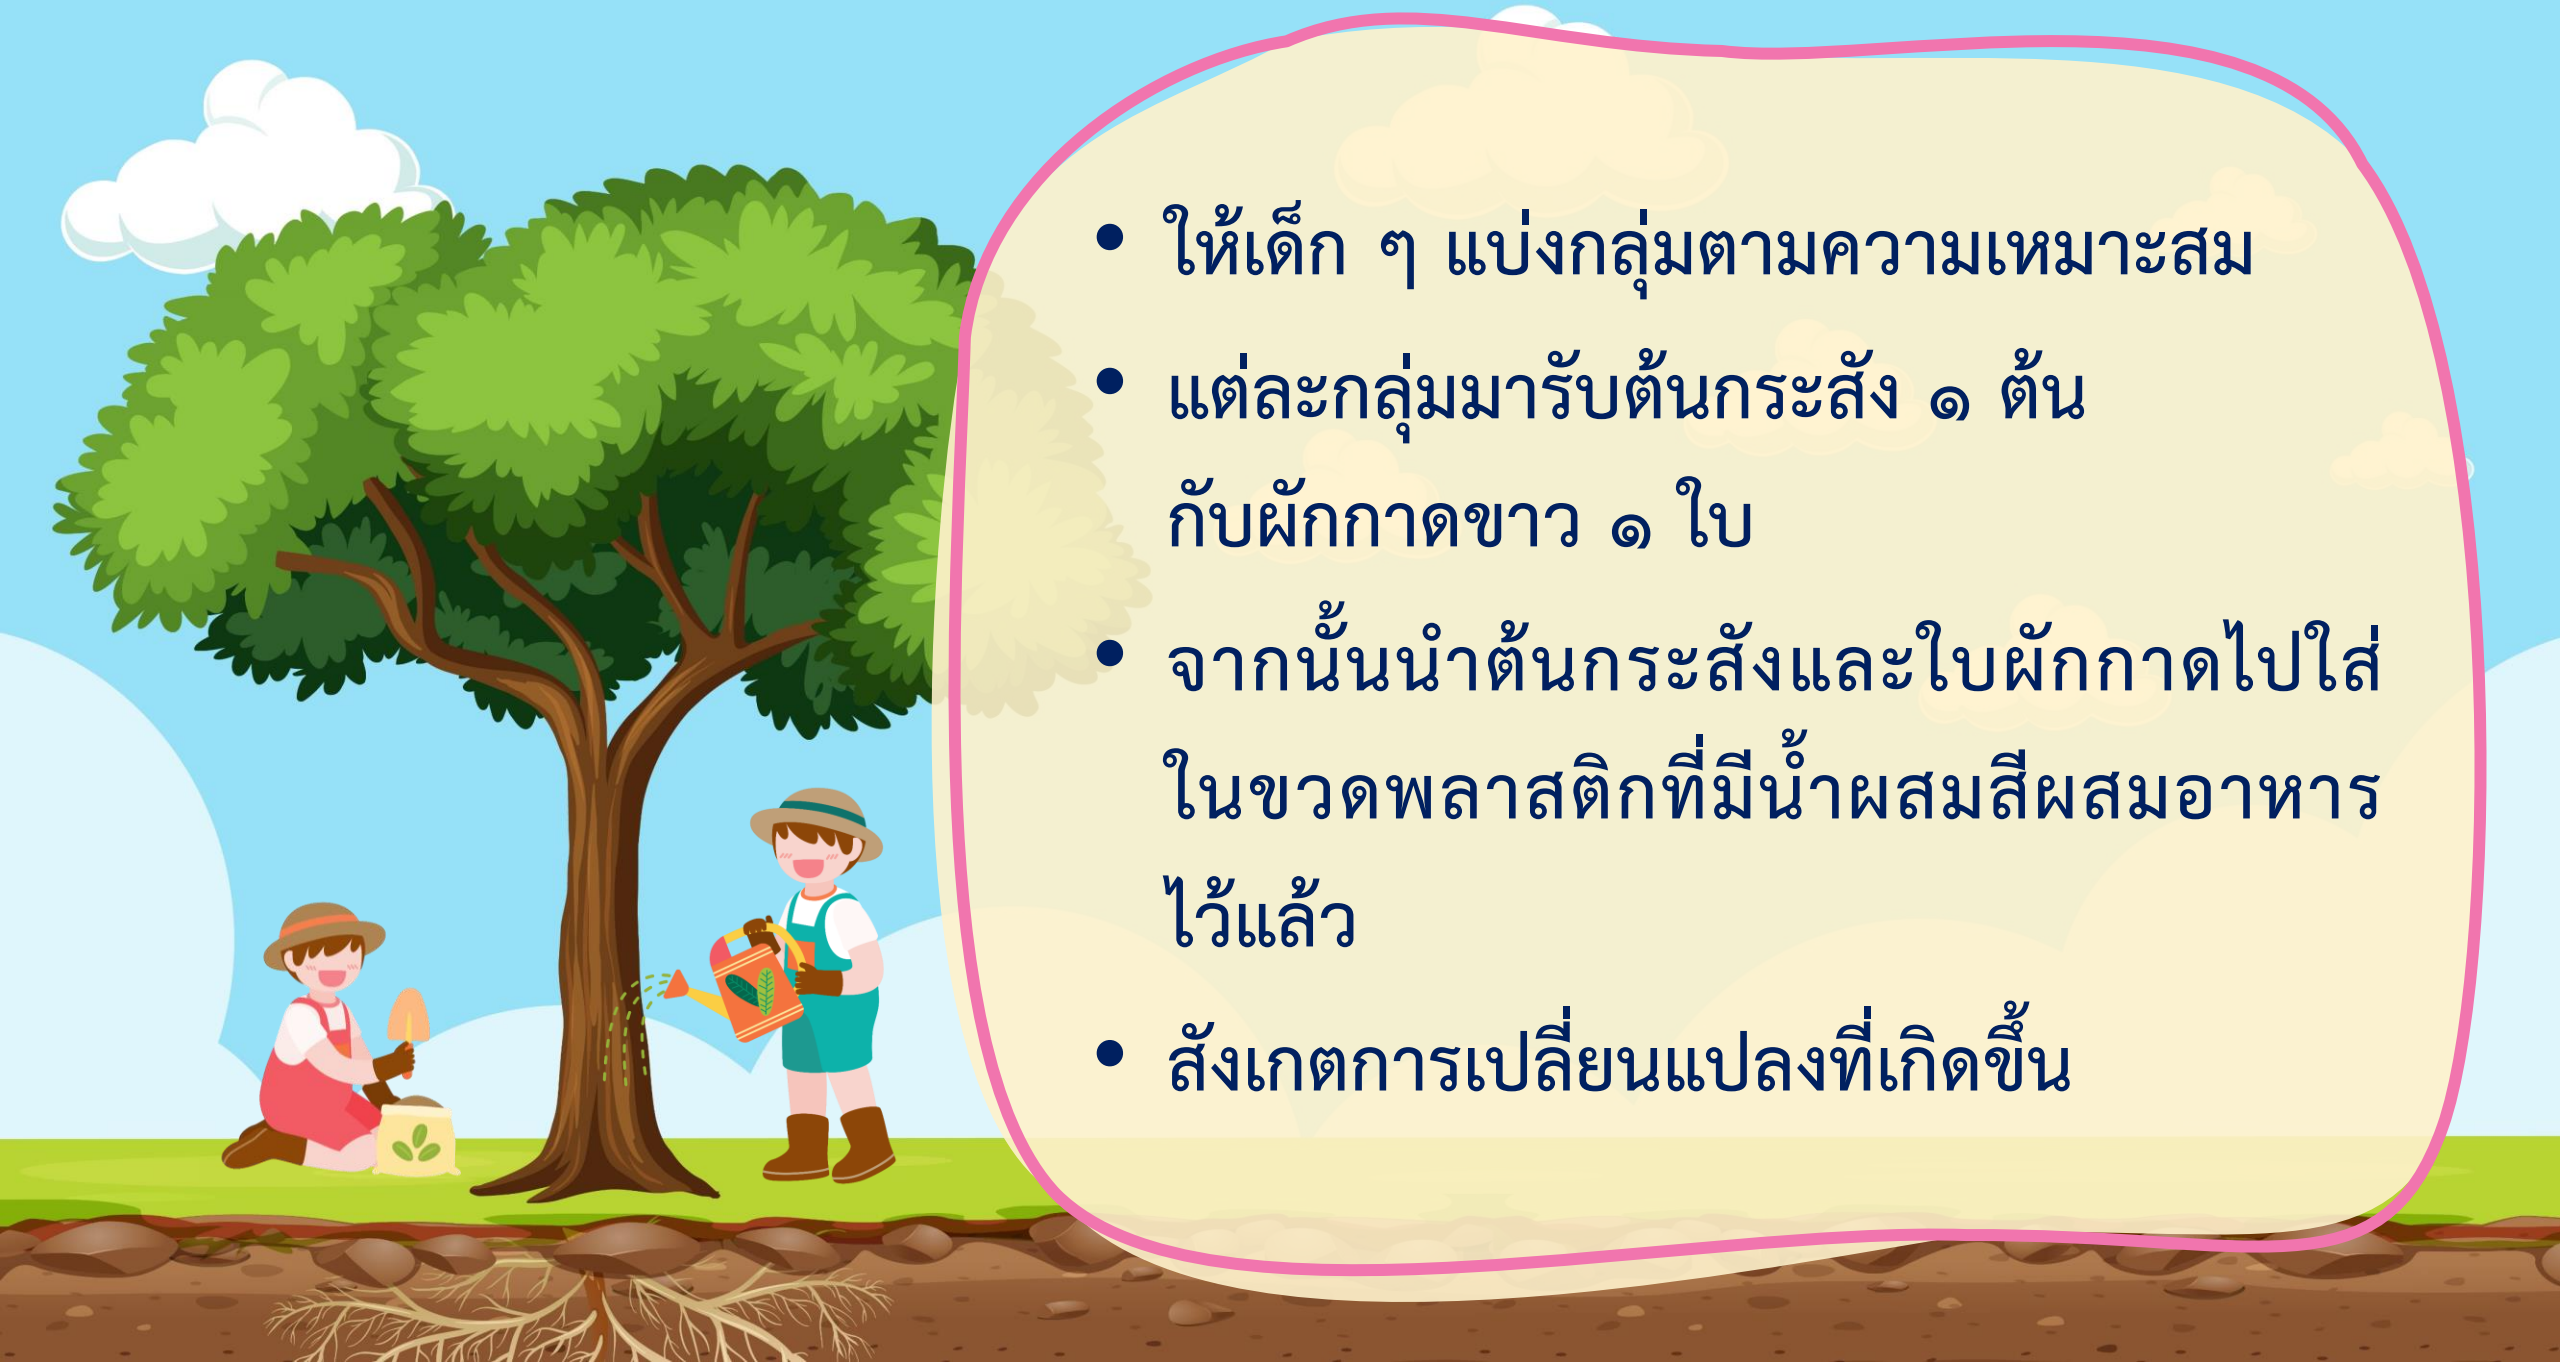 • ให้เด็ก ๆ แบ่งกลุ่มตามความเหมาะสม
• แต่ละกลุ่มมารับต้นกระสัง ๑ ต้น
กับผักกาดขาว ๑ ใบ
• จากนั้นนำต้นกระสังและใบผักกาดไปใส่
ในขวดพลาสติกที่มีน้ำผสมสีผสมอาหาร
ไว้แล้ว
• สังเกตการเปลี่ยนแปลงที่เกิดขึ้น